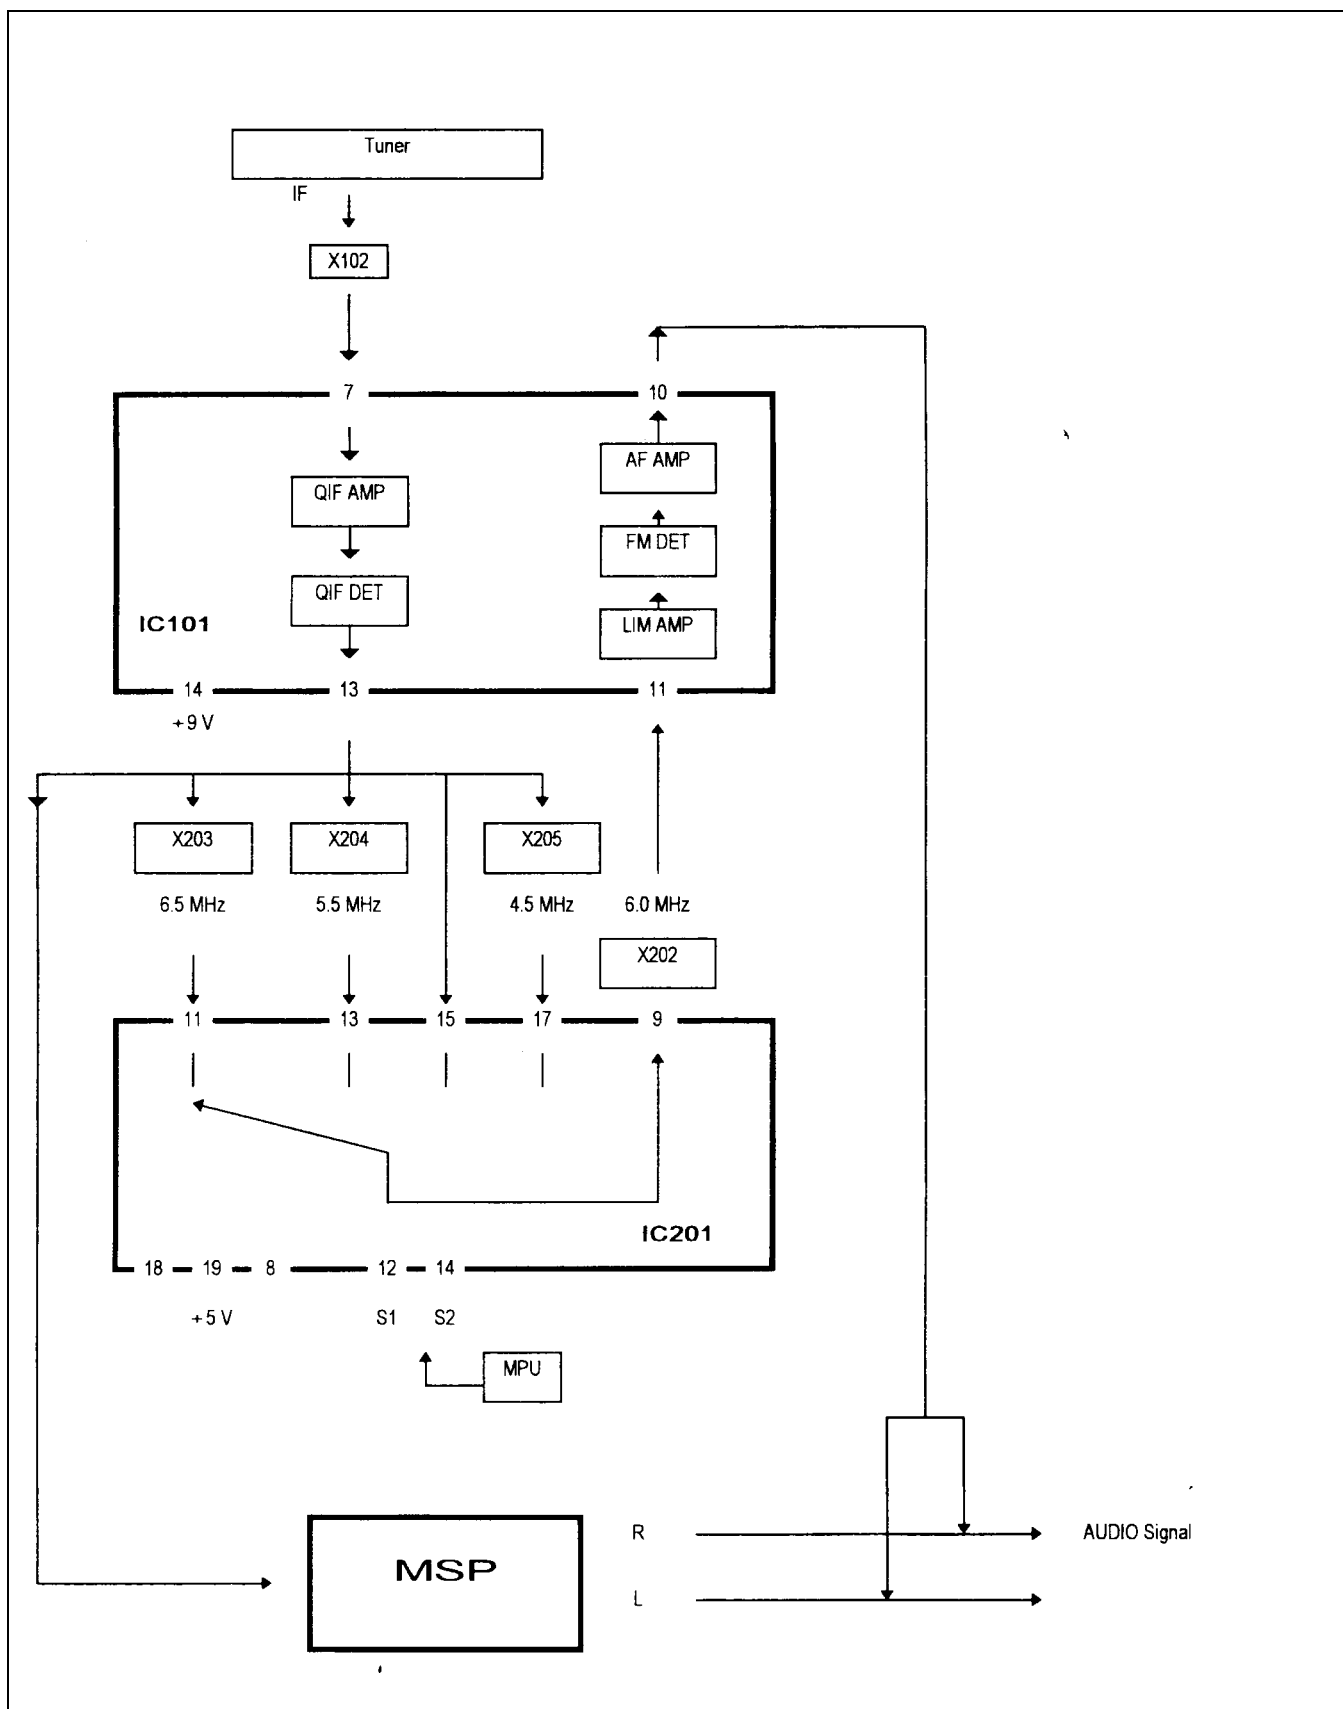 Tuner
IF
X102
7 10
AF AMP
QIF AMP
FM DET
QIF DET
IC101 LIM AMP
14 13 11
+9 V
X203 X204 X205
6.5 MHz 5.5 MHz 4.5 MHz 6.0 MHz
X202
11 13 15 17 9
IC201
18 19 8 12 14
+5 V S1 S2
MPU
R AUDIO Signal
MSP
L